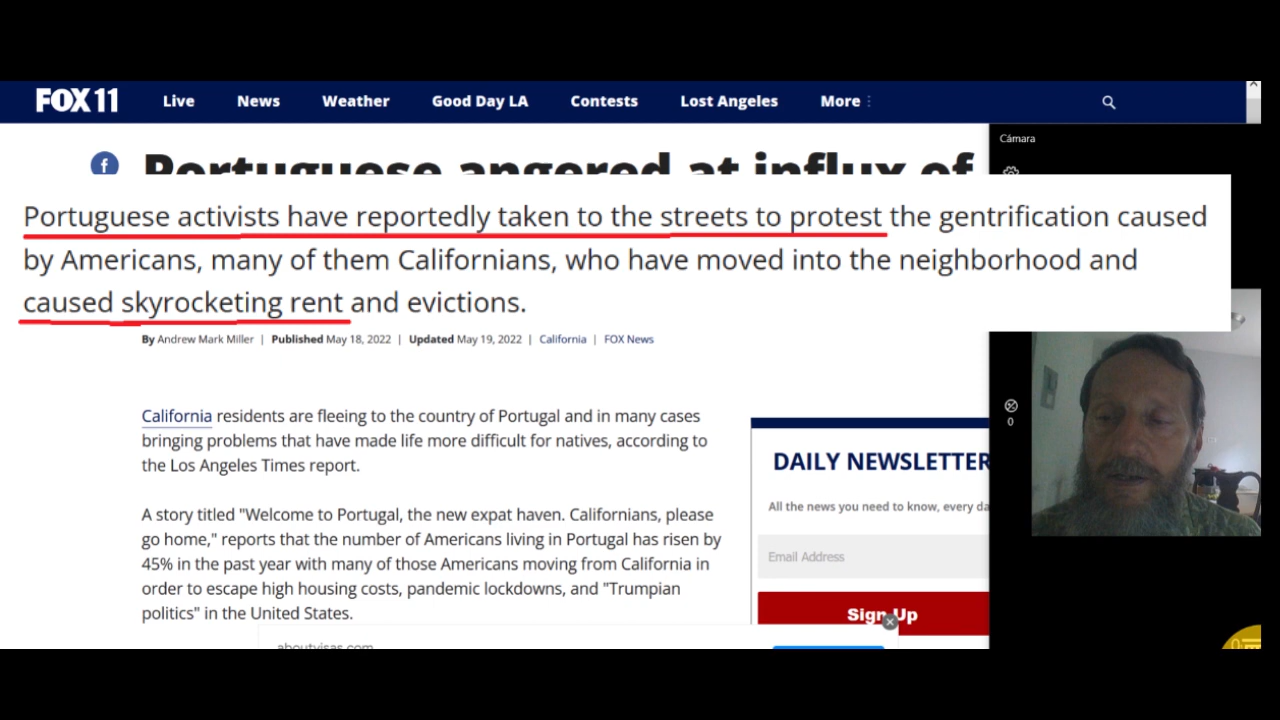 FOX 11 Live News Weather Good Day LA Contests Lost Angeles More
Cámara
Portuguese angered at influx of
Portuguese activists have reportedly taken to the streets to protest the gentrification caused
by Americans, many of them Californians, who have moved into the neighborhood and
caused skyrocketing rent and evictions.
By Andrew Mark Miller | Published May 18, 2022 | Updated May 19, 2022 | California | FOX News
California residents are fleeing to the country of Portugal and in many cases
bringing problems that have made life more difficult for natives, according to
the Los Angeles Times report.
A story titled "Welcome to Portugal, the new expat haven. Californians, please
go home," reports that the number of Americans living in Portugal has risen by
45% in the past year with many of those Americans moving from California in
order to escape high housing costs, pandemic lockdowns, and "Trumpian
politics" in the United States.
DAILY NEWSLETTER
All the news you need to know, every da
Email Address
Sign Up
0
aboutvisas.com